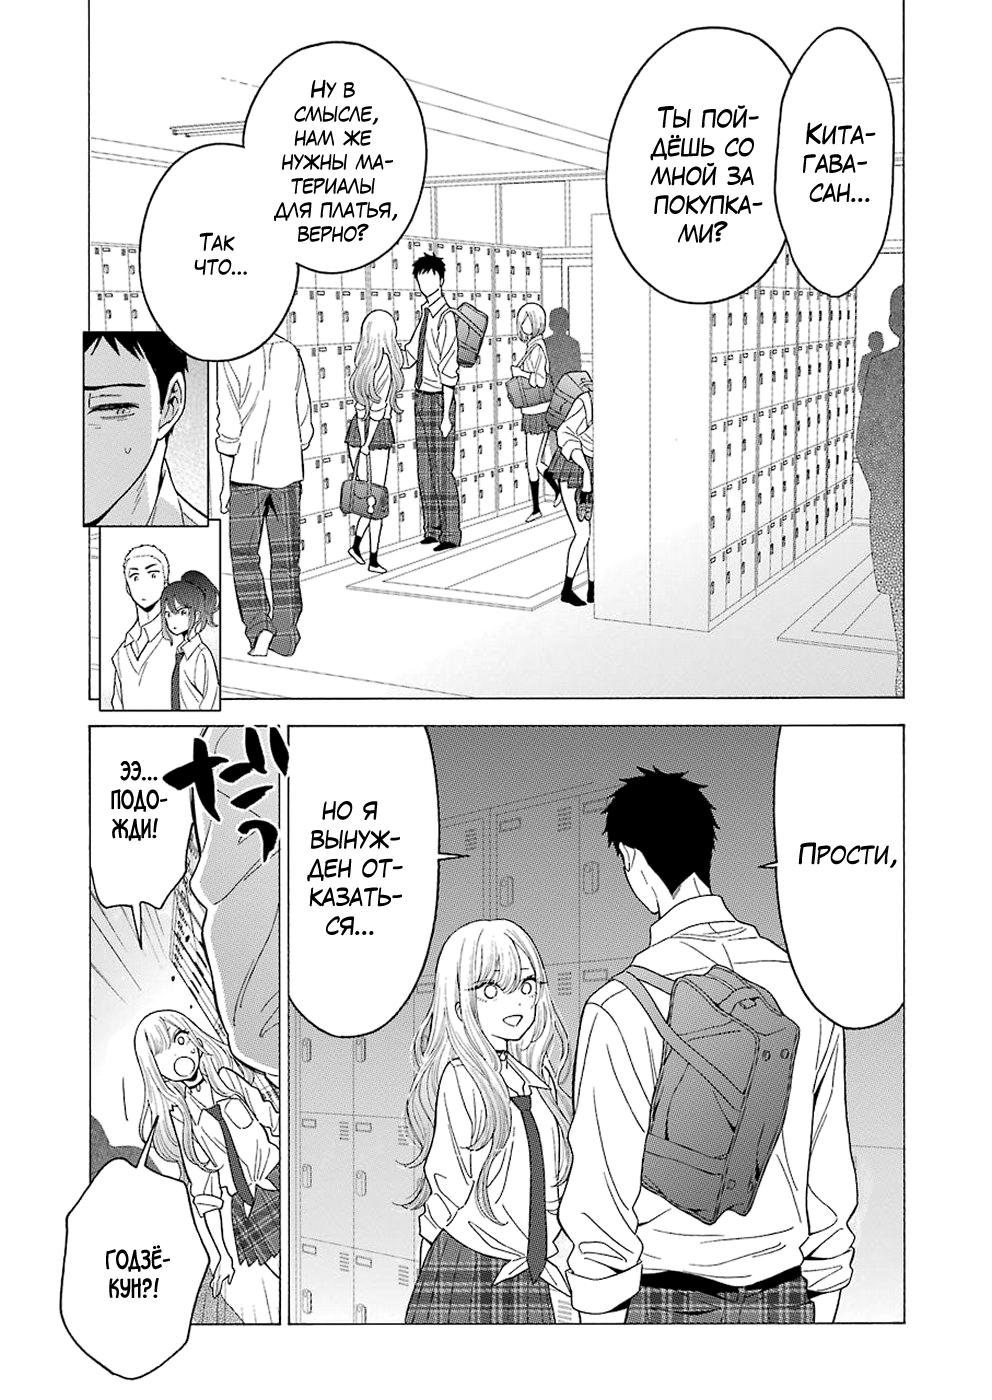 КИТА-
ГАВА-
САН...
ТЫ ПОЙ-
ДЁШЬ СО
МНОЙ ЗА
ПОКУПКА-
МИ?
НУ В
СМЫСЛЕ,
НАМ ЖЕ
НУЖНЫ МА-
ТЕРИАЛЫ
ДЛЯ ПЛАТЬЯ,
ВЕРНО?
ТАК
ЧТО...
ПРОСТИ,
НО Я
ВЫНУЖ-
ДЕН ОТ-
КАЗАТЬ-
СЯ...
ЭЭ...
ПОДО-
ЖДИ!
ГОДЗЁ-
КУН?!